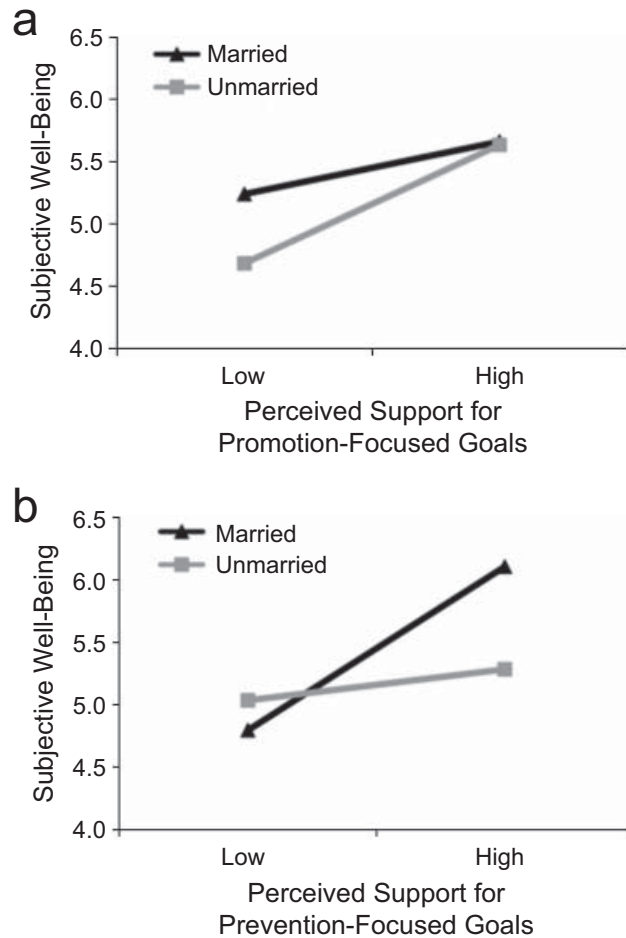 a
6.5
6.0
5.5
5.0
4.5
4.0
Subjective Well-Being
Married
Unmarried
Low
High
Perceived Support for
Promotion-Focused Goals
b
6.5
6.0
5.5
5.0
4.5
4.0
Subjective Well-Being
Married
Unmarried
Low
High
Perceived Support for
Prevention-Focused Goals